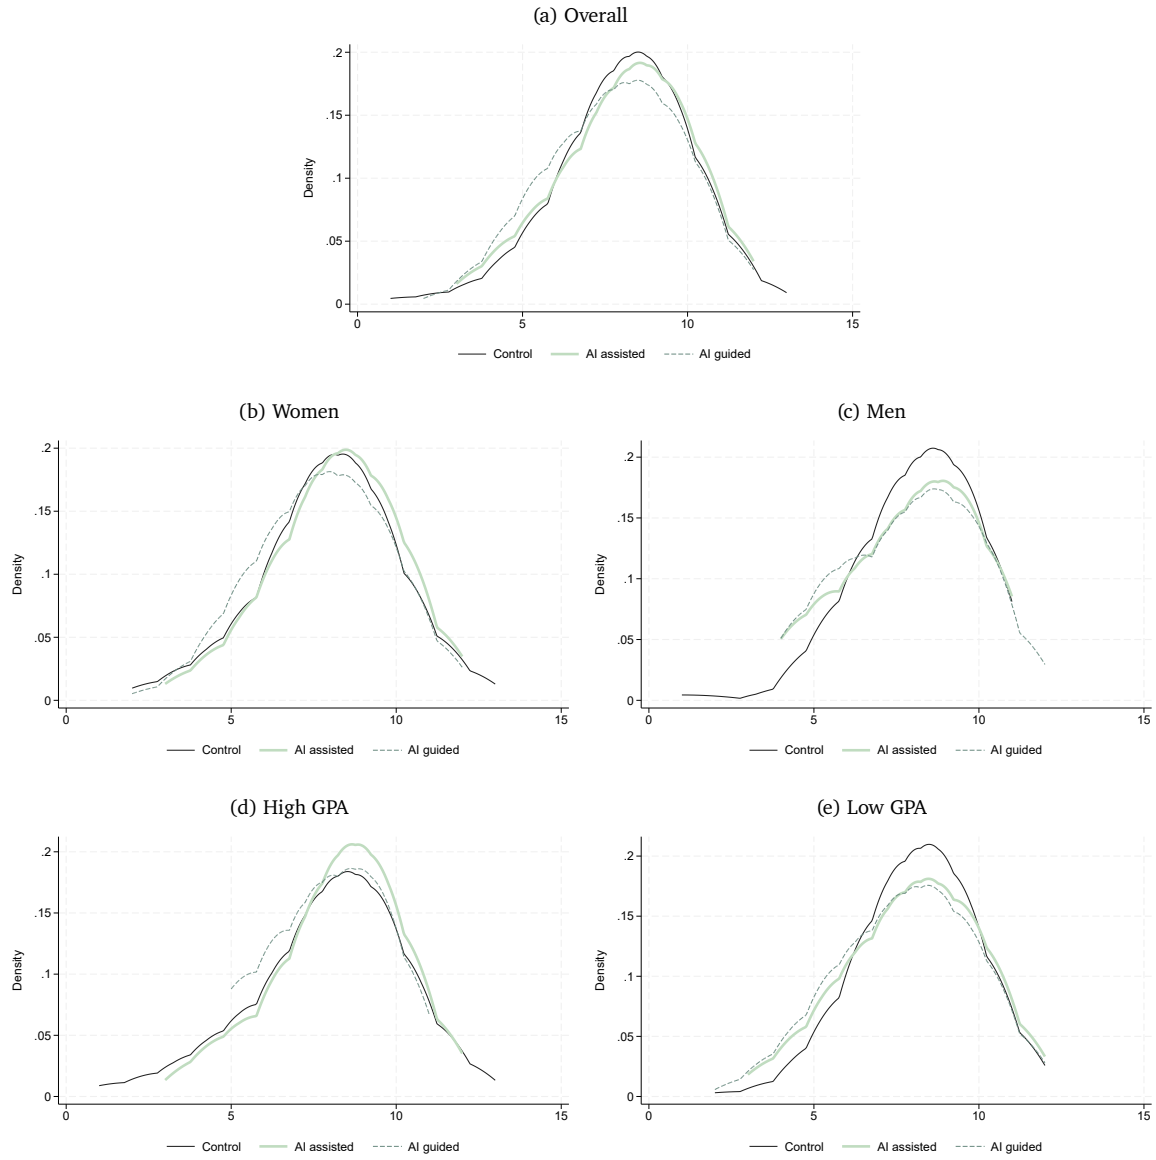 (a) Overall
.2
.15
.1
.05
0
Density
0 5 10 15
Control AI assisted AI guided
(b) Women
.2
.15
.1
.05
0
Density
0 5 10 15
Control AI assisted AI guided
(c) Men
.2
.15
.1
.05
0
Density
0 5 10 15
Control AI assisted AI guided
(d) High GPA
.2
.15
.1
.05
0
Density
0 5 10 15
Control AI assisted AI guided
(e) Low GPA
.2
.15
.1
.05
0
Density
0 5 10 15
Control AI assisted AI guided